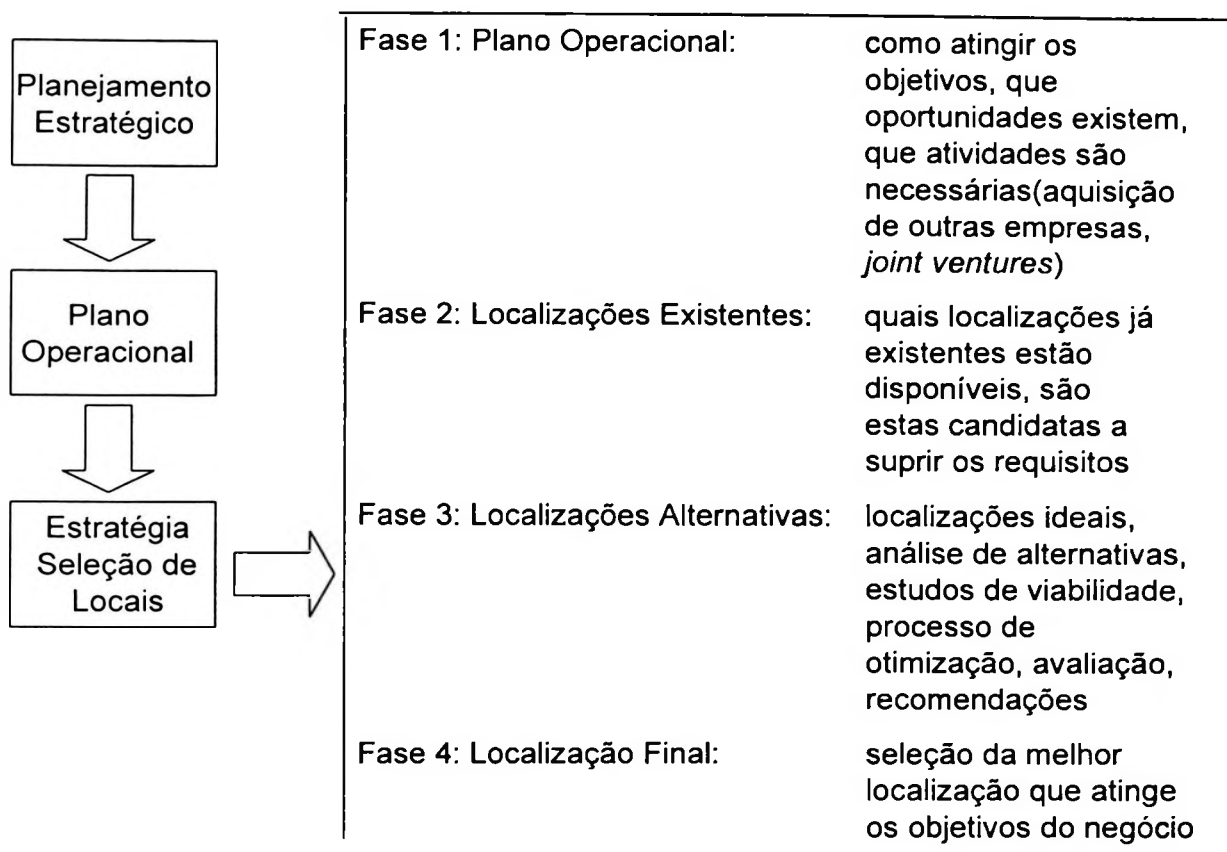 Planejamento
Estratégico
Plano
Operacional
Estratégia
Seleção de
Locais
Fase 1: Plano Operacional:
como atingir os
objetivos, que
oportunidades existem,
que atividades são
necessárias(aquisição
de outras empresas,
joint ventures)
Fase 2: Localizações Existentes:
quais localizações já
existentes estão
disponíveis, são
estas candidatas a
suprir os requisitos
Fase 3: Localizações Alternativas:
localizações ideais,
análise de alternativas,
estudos de viabilidade,
processo de
otimização, avaliação,
recomendações
Fase 4: Localização Final:
seleção da melhor
localização que atinge
os objetivos do negócio